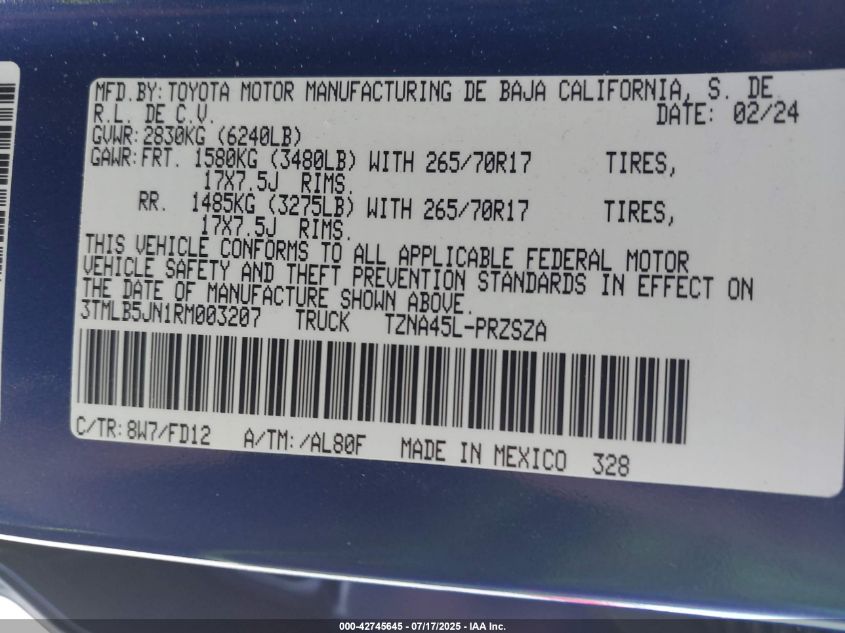 MFD.BY: TOYOTA MOTOR MANUFACTURING DE BAJA CALIFORNIA, S. DE
R.L. DE C.V. DATE: 02/24
GVWR: 2830KG (6240LB)
GAWR: FRT. 1580KG (3480LB) WITH 265/70R17 TIRES,
17X7.5J RIMS.
RR. 1485KG (3275LB) WITH 265/70R17 TIRES,
17X7.5J RIMS.
THIS VEHICLE CONFORMS TO ALL APPLICABLE FEDERAL MOTOR
VEHICLE SAFETY AND THEFT PREVENTION STANDARDS IN EFFECT ON
THE DATE OF MANUFACTURE SHOWN ABOVE.
3TMLB5JN1RM003207 TRUCK TZNA45L-PRZSZA
C/TR: 8W7/FD12 A/TM: /AL80F MADE IN MEXICO 328
000-42745645 / 07/17/2025 - IAA Inc.